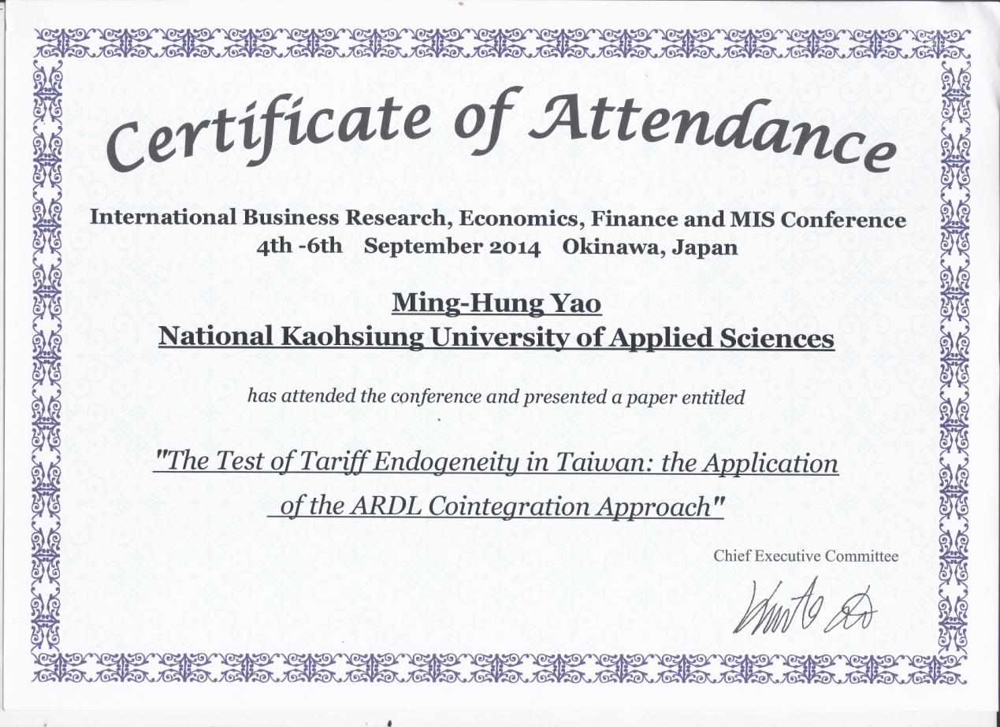 Certificate of Attendance
International Business Research, Economics, Finance and MIS Conference
4th -6th September 2014 Okinawa, Japan
Ming-Hung Yao
National Kaohsiung University of Applied Sciences
has attended the conference and presented a paper entitled
"The Test of Tariff Endogeneity in Taiwan: the Application
of the ARDL Cointegration Approach"
Chief Executive Committee